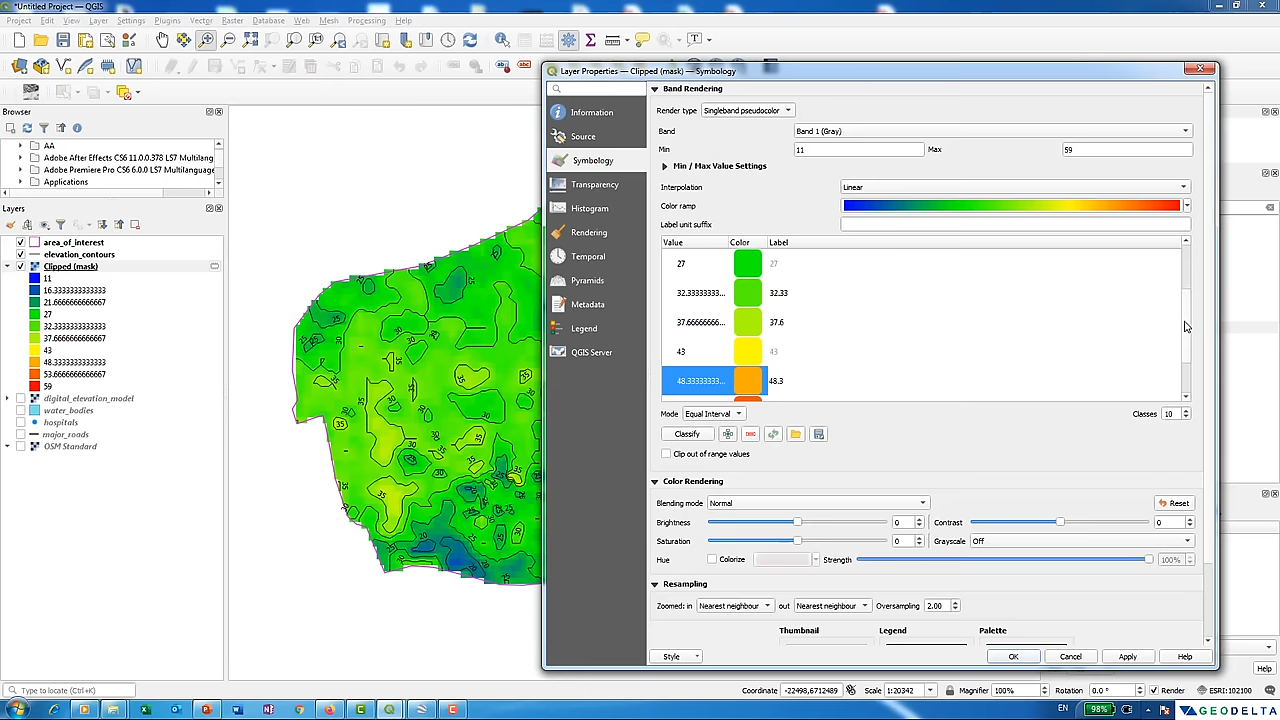 *Untitled Project — QGIS
Project Edit View Layer Settings Plugins Vector Raster Database Web Mesh Processing Help
Browser
AA
Adobe After Effects CS6 11.0.0.378 LS7 Multilang
Adobe Premiere Pro CS6 6.0.0 LS7 Multilanguage
Applications
Layers
area_of_interest
elevation_contours
Clipped (mask)
11
16.3333333333333
21.6666666666667
27
32.3333333333333
37.6666666666667
43
48.3333333333333
53.6666666666667
59
digital_elevation_model
water_bodies
hospitals
major_roads
OSM Standard
Layer Properties — Clipped (mask) — Symbology
Information
Source
Symbology
Transparency
Histogram
Rendering
Temporal
Pyramids
Metadata
Legend
QGIS Server
Band Rendering
Render type Singleband pseudocolor
Band Band 1 (Gray)
Min 11 Max 59
Min / Max Value Settings
Interpolation Linear
Color ramp
Label unit suffix
Value Color Label
27 27
32.33333333... 32.33
37.66666666... 37.6
43 43
48.33333333... 48.3
Mode Equal Interval Classes 10
Classify
Clip out of range values
Color Rendering
Blending mode Normal Reset
Brightness 0 Contrast 0
Saturation 0 Grayscale Off
Hue Colorize Strength 100%
Resampling
Zoomed: in Nearest neighbour out Nearest neighbour Oversampling 2.00
Thumbnail Legend Palette
Style OK Cancel Apply Help
Help
Type to locate (Ctrl+K) Coordinate -22498,6712489 Scale 1:20342 Magnifier 100% Rotation 0.0 ° Render ESRI:102100
EN 98% GEODELTA